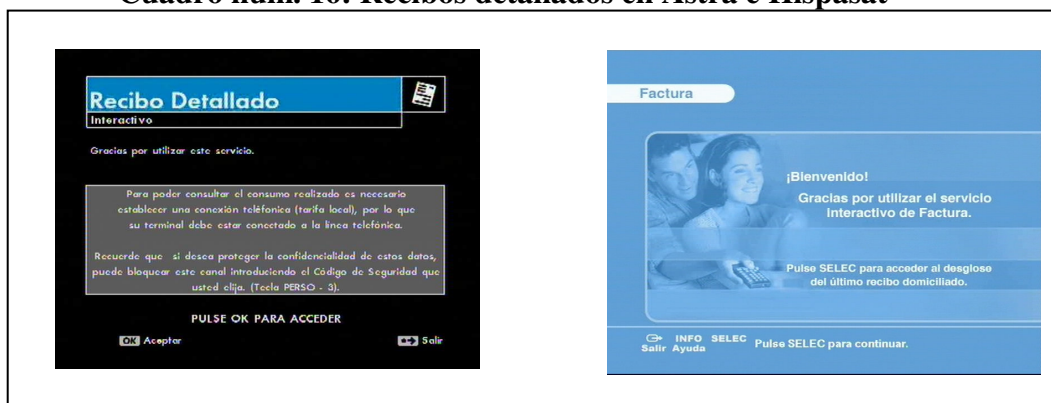 Cuadro núm. 16: Recibos detallados en Astra e Hispasat
Recibo Detallado
Interactivo
Gracias por utilizar este servicio.
Para poder consultar el consumo realizado es necesario
establecer una conexión teléfonica (tarifa local), por lo que
su terminal debe estar conectado a la línea telefónica.
Recuerde que si desea proteger la confidencialidad de estos datos,
puede bloquear este canal introduciendo el Código de Seguridad que
usted elija. (Tecla PERSO - 3).
PULSE OK PARA ACCEDER
OK Aceptar
Salir
Factura
¡Bienvenido!
Gracias por utilizar el servicio
interactivo de Factura.
Pulse SELEC para acceder al desglose
del último recibo domiciliado.
INFO SELEC
Salir Ayuda
Pulse SELEC para continuar.